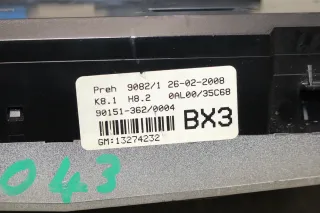 Preh 9082/1 26-02-2008
K8.1 H8.2 0AL00/35C68
90151-362/0004
BX3
GM:13274232
043